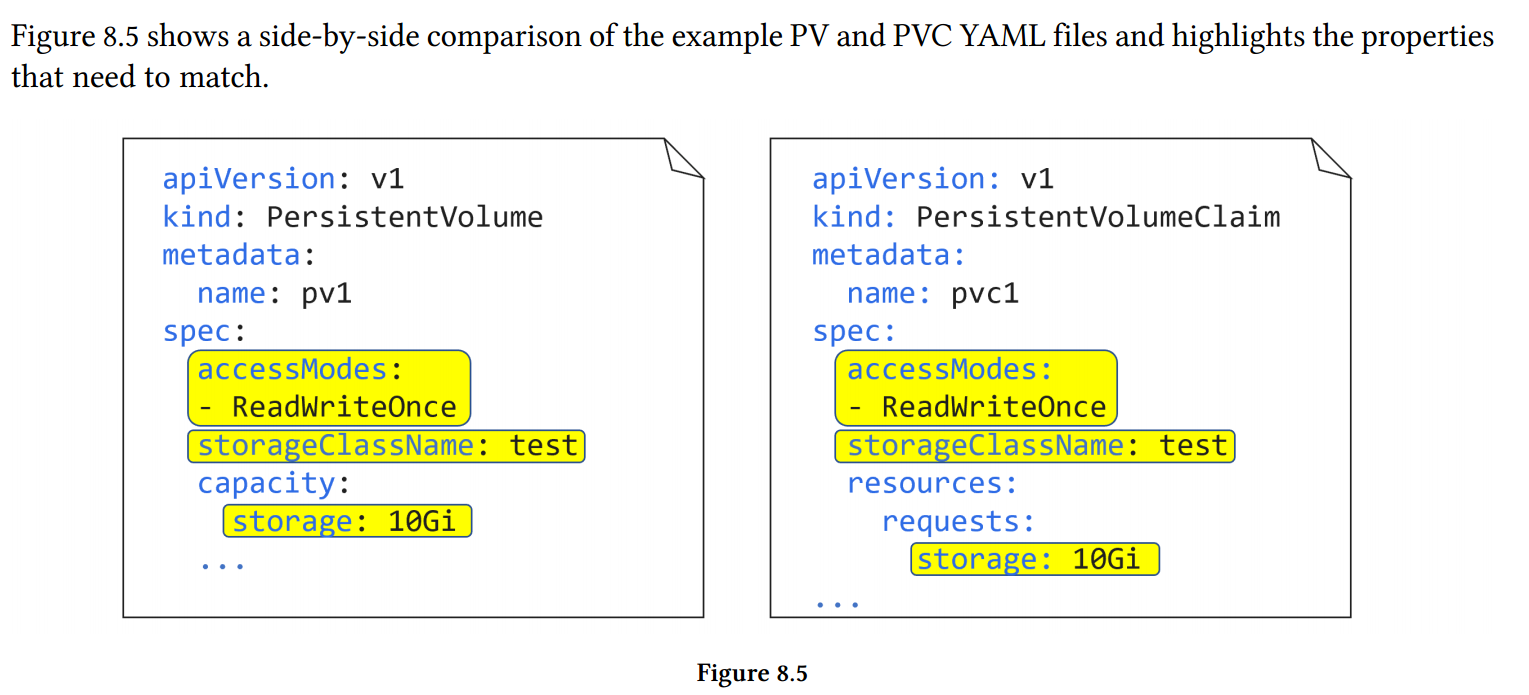 Figure 8.5 shows a side-by-side comparison of the example PV and PVC YAML files and highlights the properties
that need to match.
apiVersion: v1
kind: PersistentVolume
metadata:
  name: pv1
spec:
  accessModes:
  - ReadWriteOnce
  storageClassName: test
  capacity:
    storage: 10Gi
  ...
apiVersion: v1
kind: PersistentVolumeClaim
metadata:
  name: pvc1
spec:
  accessModes:
  - ReadWriteOnce
  storageClassName: test
  resources:
    requests:
      storage: 10Gi
...
Figure 8.5